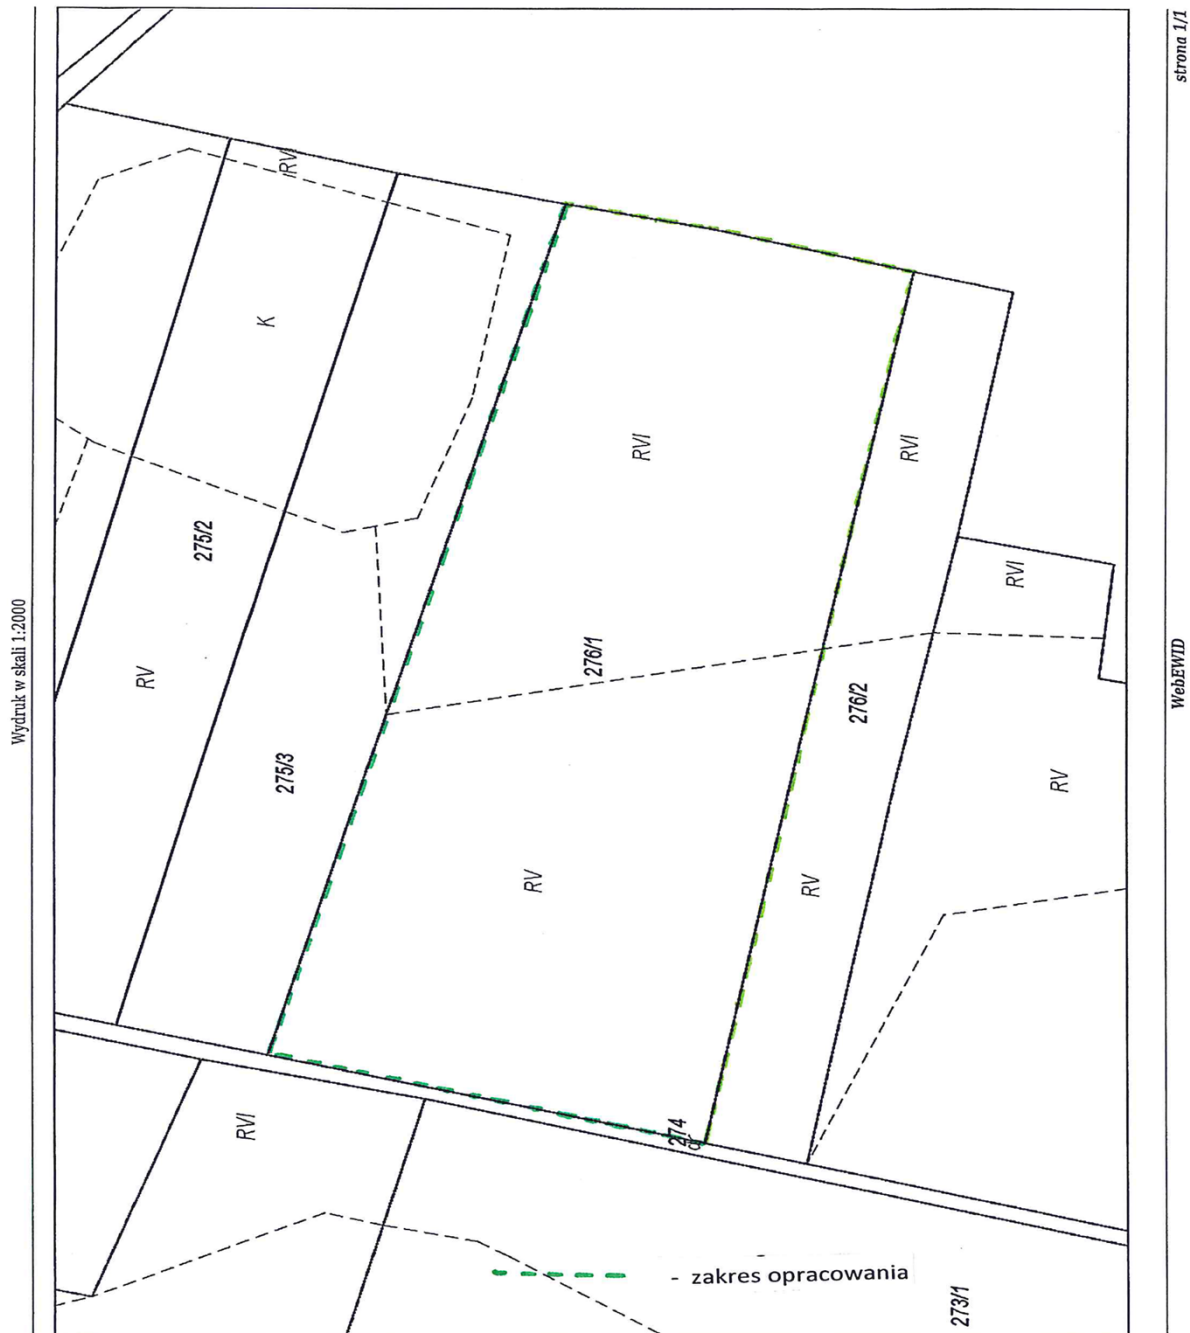 strona 1/1
RVI
K
RVI
RVI
275/2
RVI
Wydruk w skali 1:2000
276/1
RV
276/2
WebEWID
275/3
RV
RV
RV
274
d
RVI
- zakres opracowania
273/1